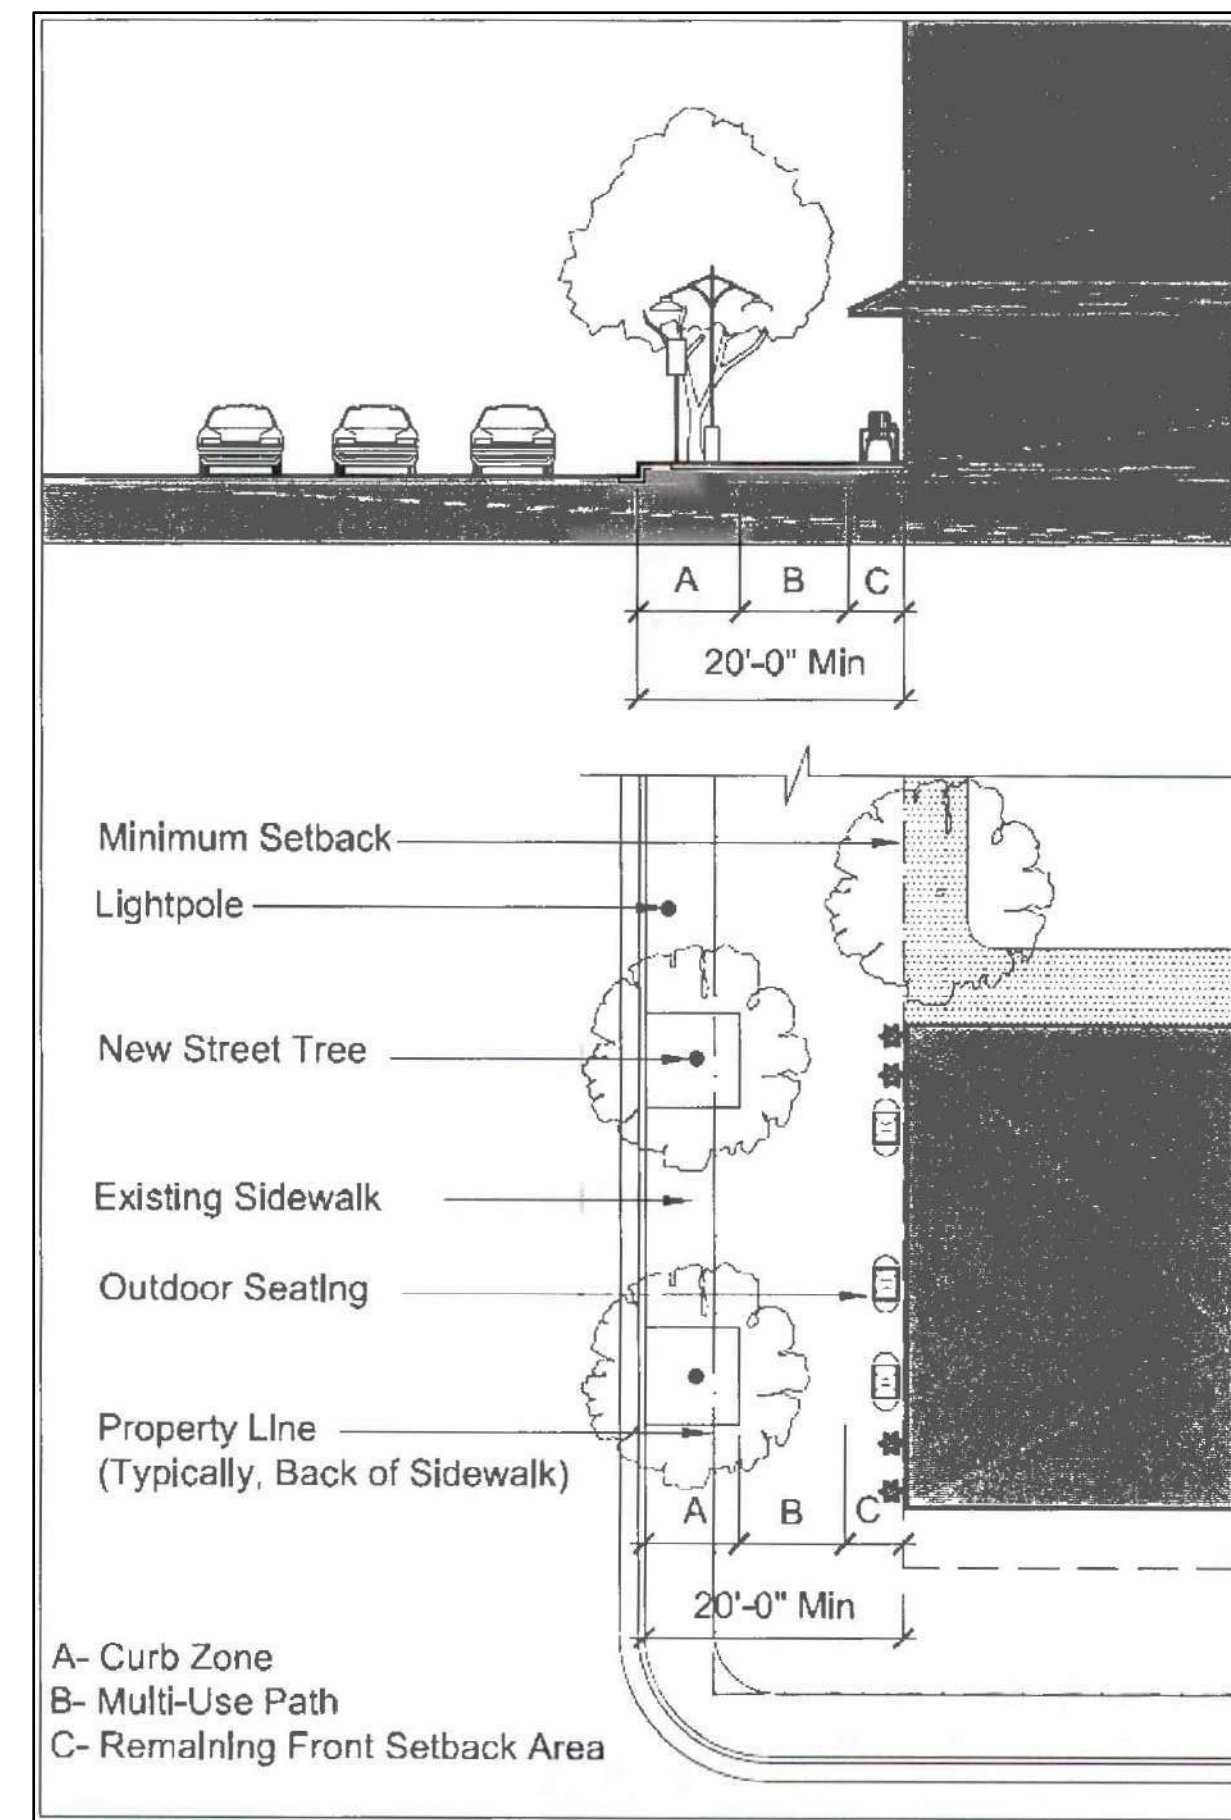 A B C
20'-0" Min
Minimum Setback
Lightpole
New Street Tree
Existing Sidewalk
Outdoor Seating
Property Line
(Typically, Back of Sidewalk)
A B C
20'-0" Min
A- Curb Zone
B- Multi-Use Path
C- Remaining Front Setback Area